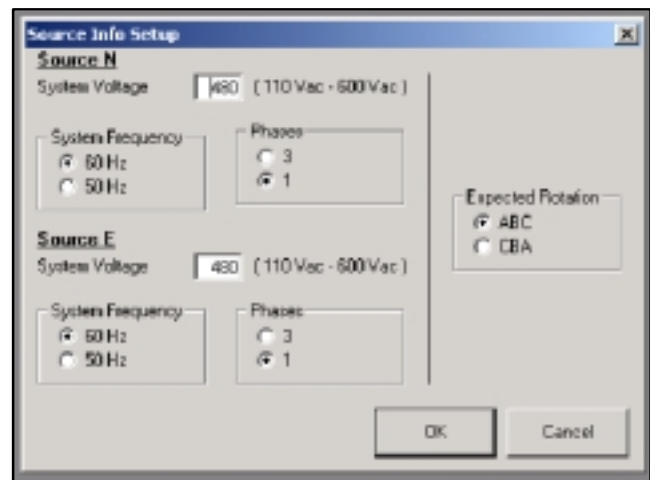 Source Info Setup
Source N
System Voltage 480 (110 Vac - 600 Vac)
System Frequency
60 Hz
50 Hz
Phases
3
1
Source E
System Voltage 480 (110 Vac - 600 Vac)
System Frequency
60 Hz
50 Hz
Phases
3
1
Expected Rotation
ABC
CBA
OK
Cancel